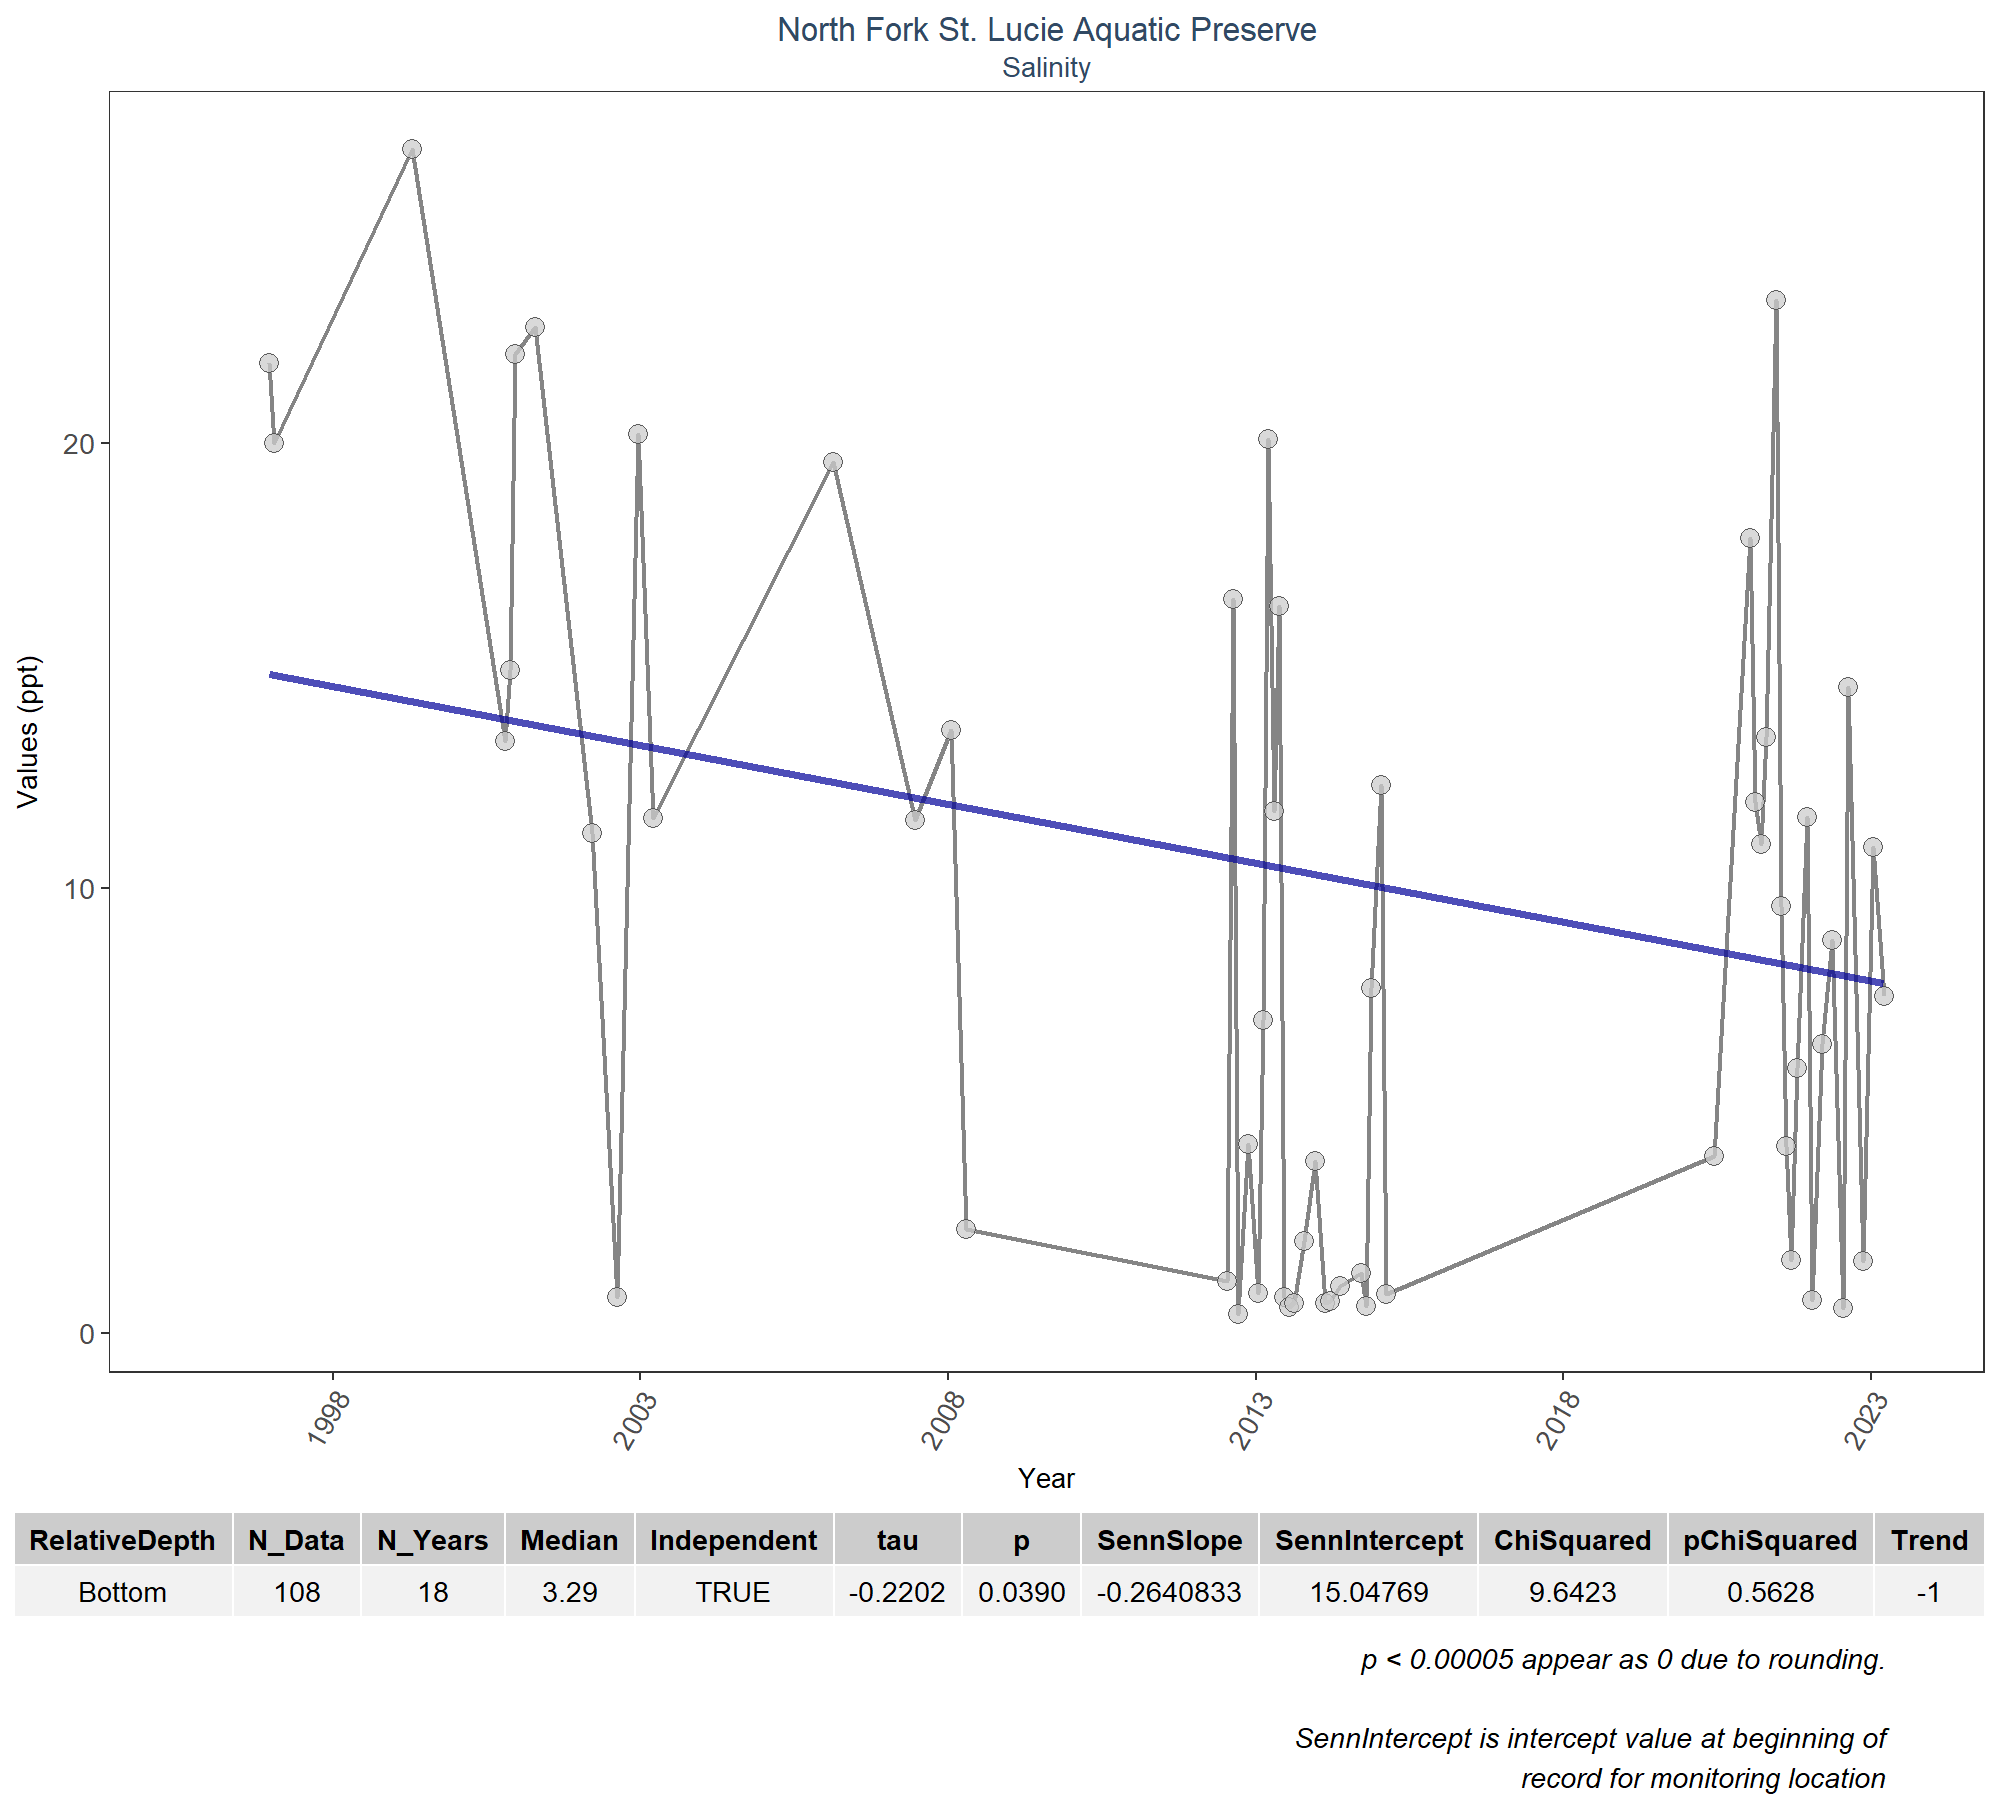 North Fork St. Lucie Aquatic Preserve
Salinity
Values (ppt)
20
10
0
1998 2003 2008 2013 2018 2023
Year
RelativeDepth N_Data N_Years Median Independent tau p SennSlope SennIntercept ChiSquared pChiSquared Trend
Bottom 108 18 3.29 TRUE -0.2202 0.0390 -0.2640833 15.04769 9.6423 0.5628 -1
p < 0.00005 appear as 0 due to rounding.
SennIntercept is intercept value at beginning of
record for monitoring location